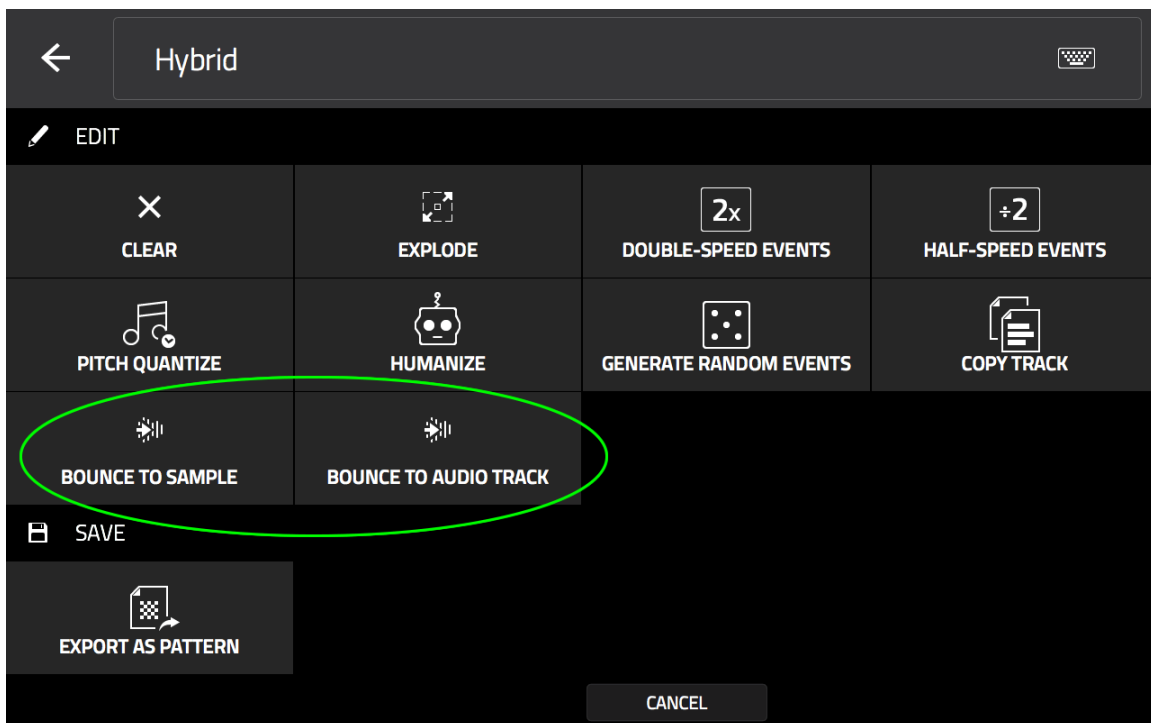 Hybrid
EDIT
2x
÷2
CLEAR
EXPLODE
DOUBLE-SPEED EVENTS
HALF-SPEED EVENTS
PITCH QUANTIZE
HUMANIZE
GENERATE RANDOM EVENTS
COPY TRACK
BOUNCE TO SAMPLE
BOUNCE TO AUDIO TRACK
SAVE
EXPORT AS PATTERN
CANCEL